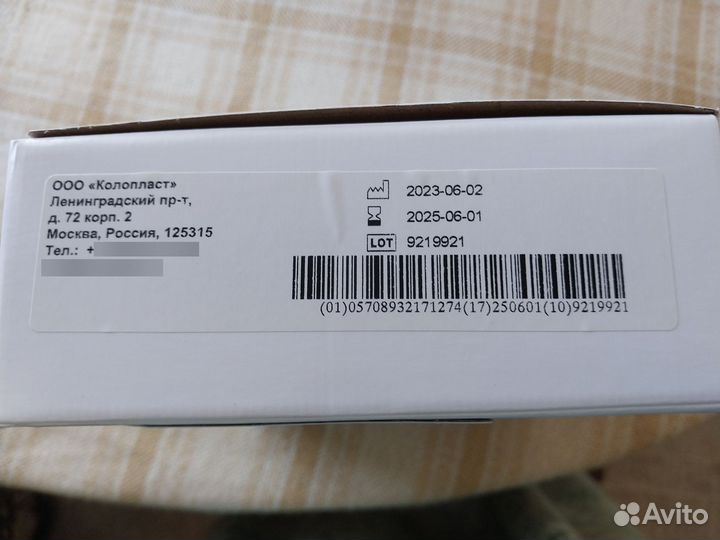 ООО «Колопласт»
Ленинградский пр-т,
д. 72 корп. 2
Москва, Россия, 125315
Тел.: +
2023-06-02
2025-06-01
LOT 9219921
(01)05708932171274(17)250601(10)9219921
Avito